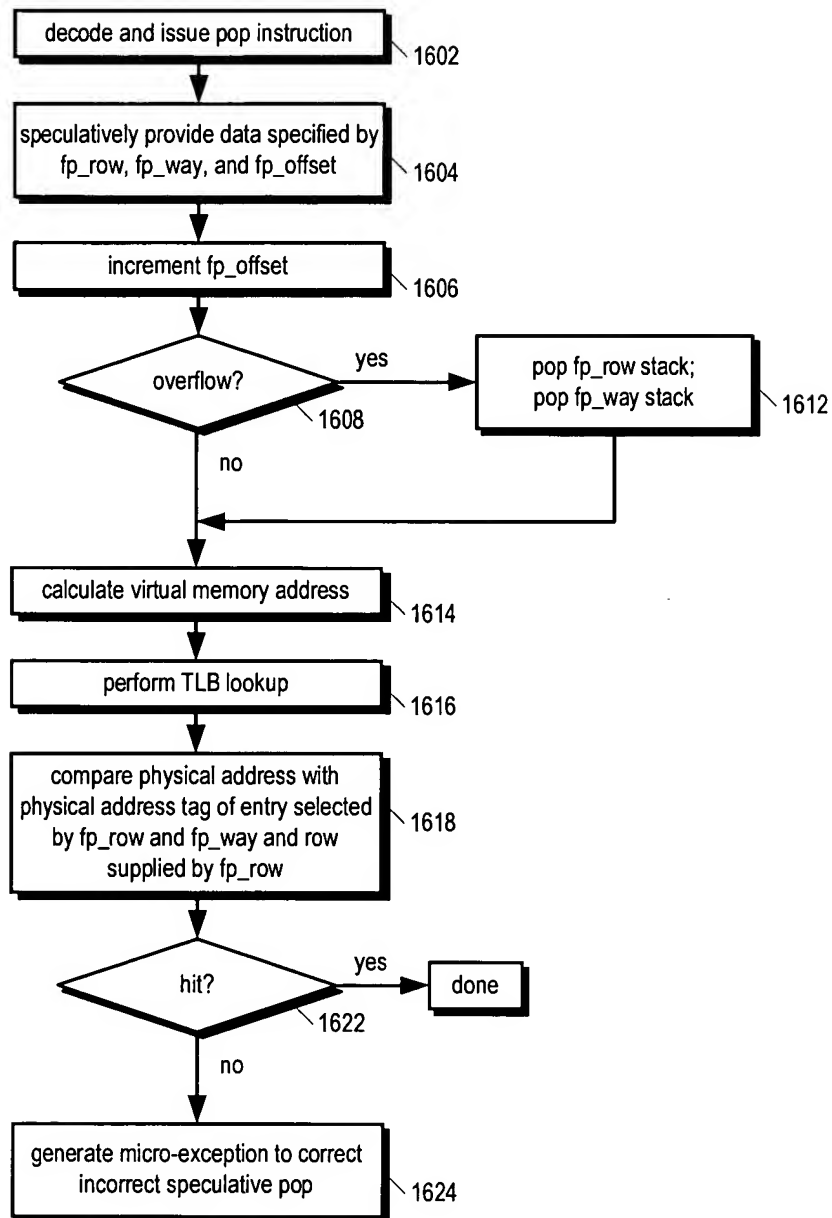 decode and issue pop instruction
1602
speculatively provide data specified by
fp_row, fp_way, and fp_offset
1604
increment fp_offset
1606
overflow?
1608
yes
pop fp_row stack;
pop fp_way stack
1612
no
calculate virtual memory address
1614
perform TLB lookup
1616
compare physical address with
physical address tag of entry selected
by fp_row and fp_way and row
supplied by fp_row
1618
hit?
1622
yes
done
no
generate micro-exception to correct
incorrect speculative pop
1624